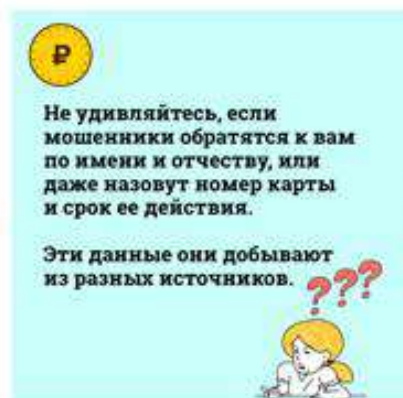 ₽
Не удивляйтесь, если
мошенники обратятся к вам
по имени и отчеству, или
даже назовут номер карты
и срок ее действия.
Эти данные они добывают
из разных источников.
???